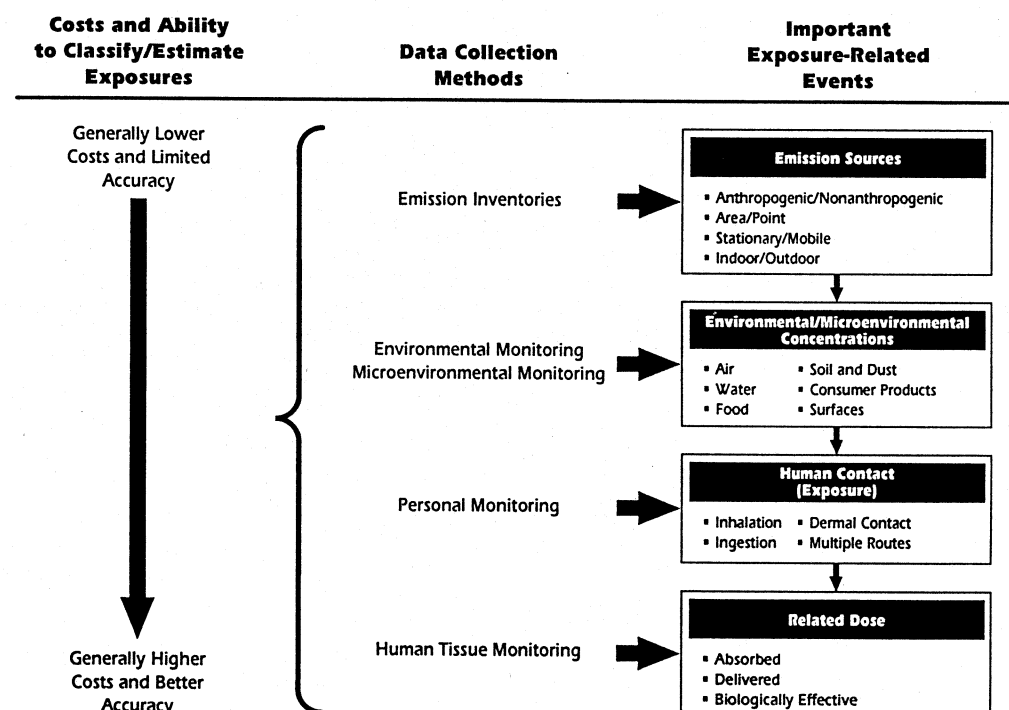 Costs and Ability
to Classify/Estimate
Exposures
Data Collection
Methods
Important
Exposure-Related
Events
Generally Lower
Costs and Limited
Accuracy
Generally Higher
Costs and Better
Accuracy
Emission Inventories
Environmental Monitoring
Microenvironmental Monitoring
Personal Monitoring
Human Tissue Monitoring
Emission Sources
▪ Anthropogenic/Nonanthropogenic
▪ Area/Point
▪ Stationary/Mobile
▪ Indoor/Outdoor
Environmental/Microenvironmental
Concentrations
▪ Air ▪ Soil and Dust
▪ Water ▪ Consumer Products
▪ Food ▪ Surfaces
Human Contact
(Exposure)
▪ Inhalation ▪ Dermal Contact
▪ Ingestion ▪ Multiple Routes
Related Dose
▪ Absorbed
▪ Delivered
▪ Biologically Effective